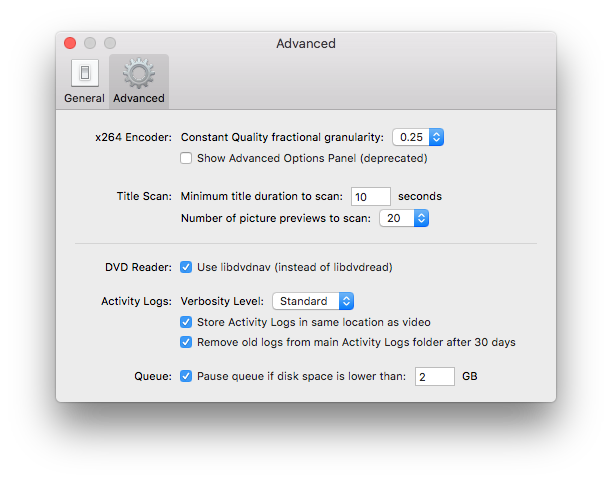 Advanced
General
Advanced
x264 Encoder: Constant Quality fractional granularity: 0.25
Show Advanced Options Panel (deprecated)
Title Scan: Minimum title duration to scan: 10 seconds
Number of picture previews to scan: 20
DVD Reader: Use libdvdnav (instead of libdvdread)
Activity Logs: Verbosity Level: Standard
Store Activity Logs in same location as video
Remove old logs from main Activity Logs folder after 30 days
Queue: Pause queue if disk space is lower than: 2 GB